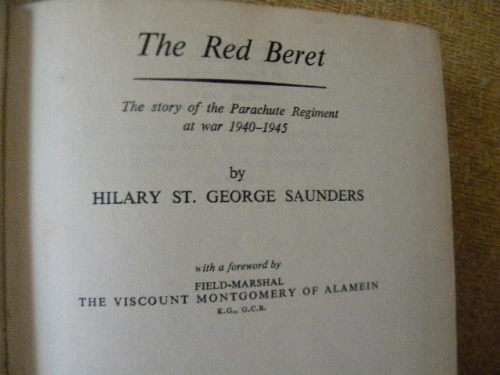 The Red Beret
The story of the Parachute Regiment
at war 1940–1945
by
HILARY ST. GEORGE SAUNDERS
with a foreword by
FIELD-MARSHAL
THE VISCOUNT MONTGOMERY OF ALAMEIN
K.G., G.C.B.